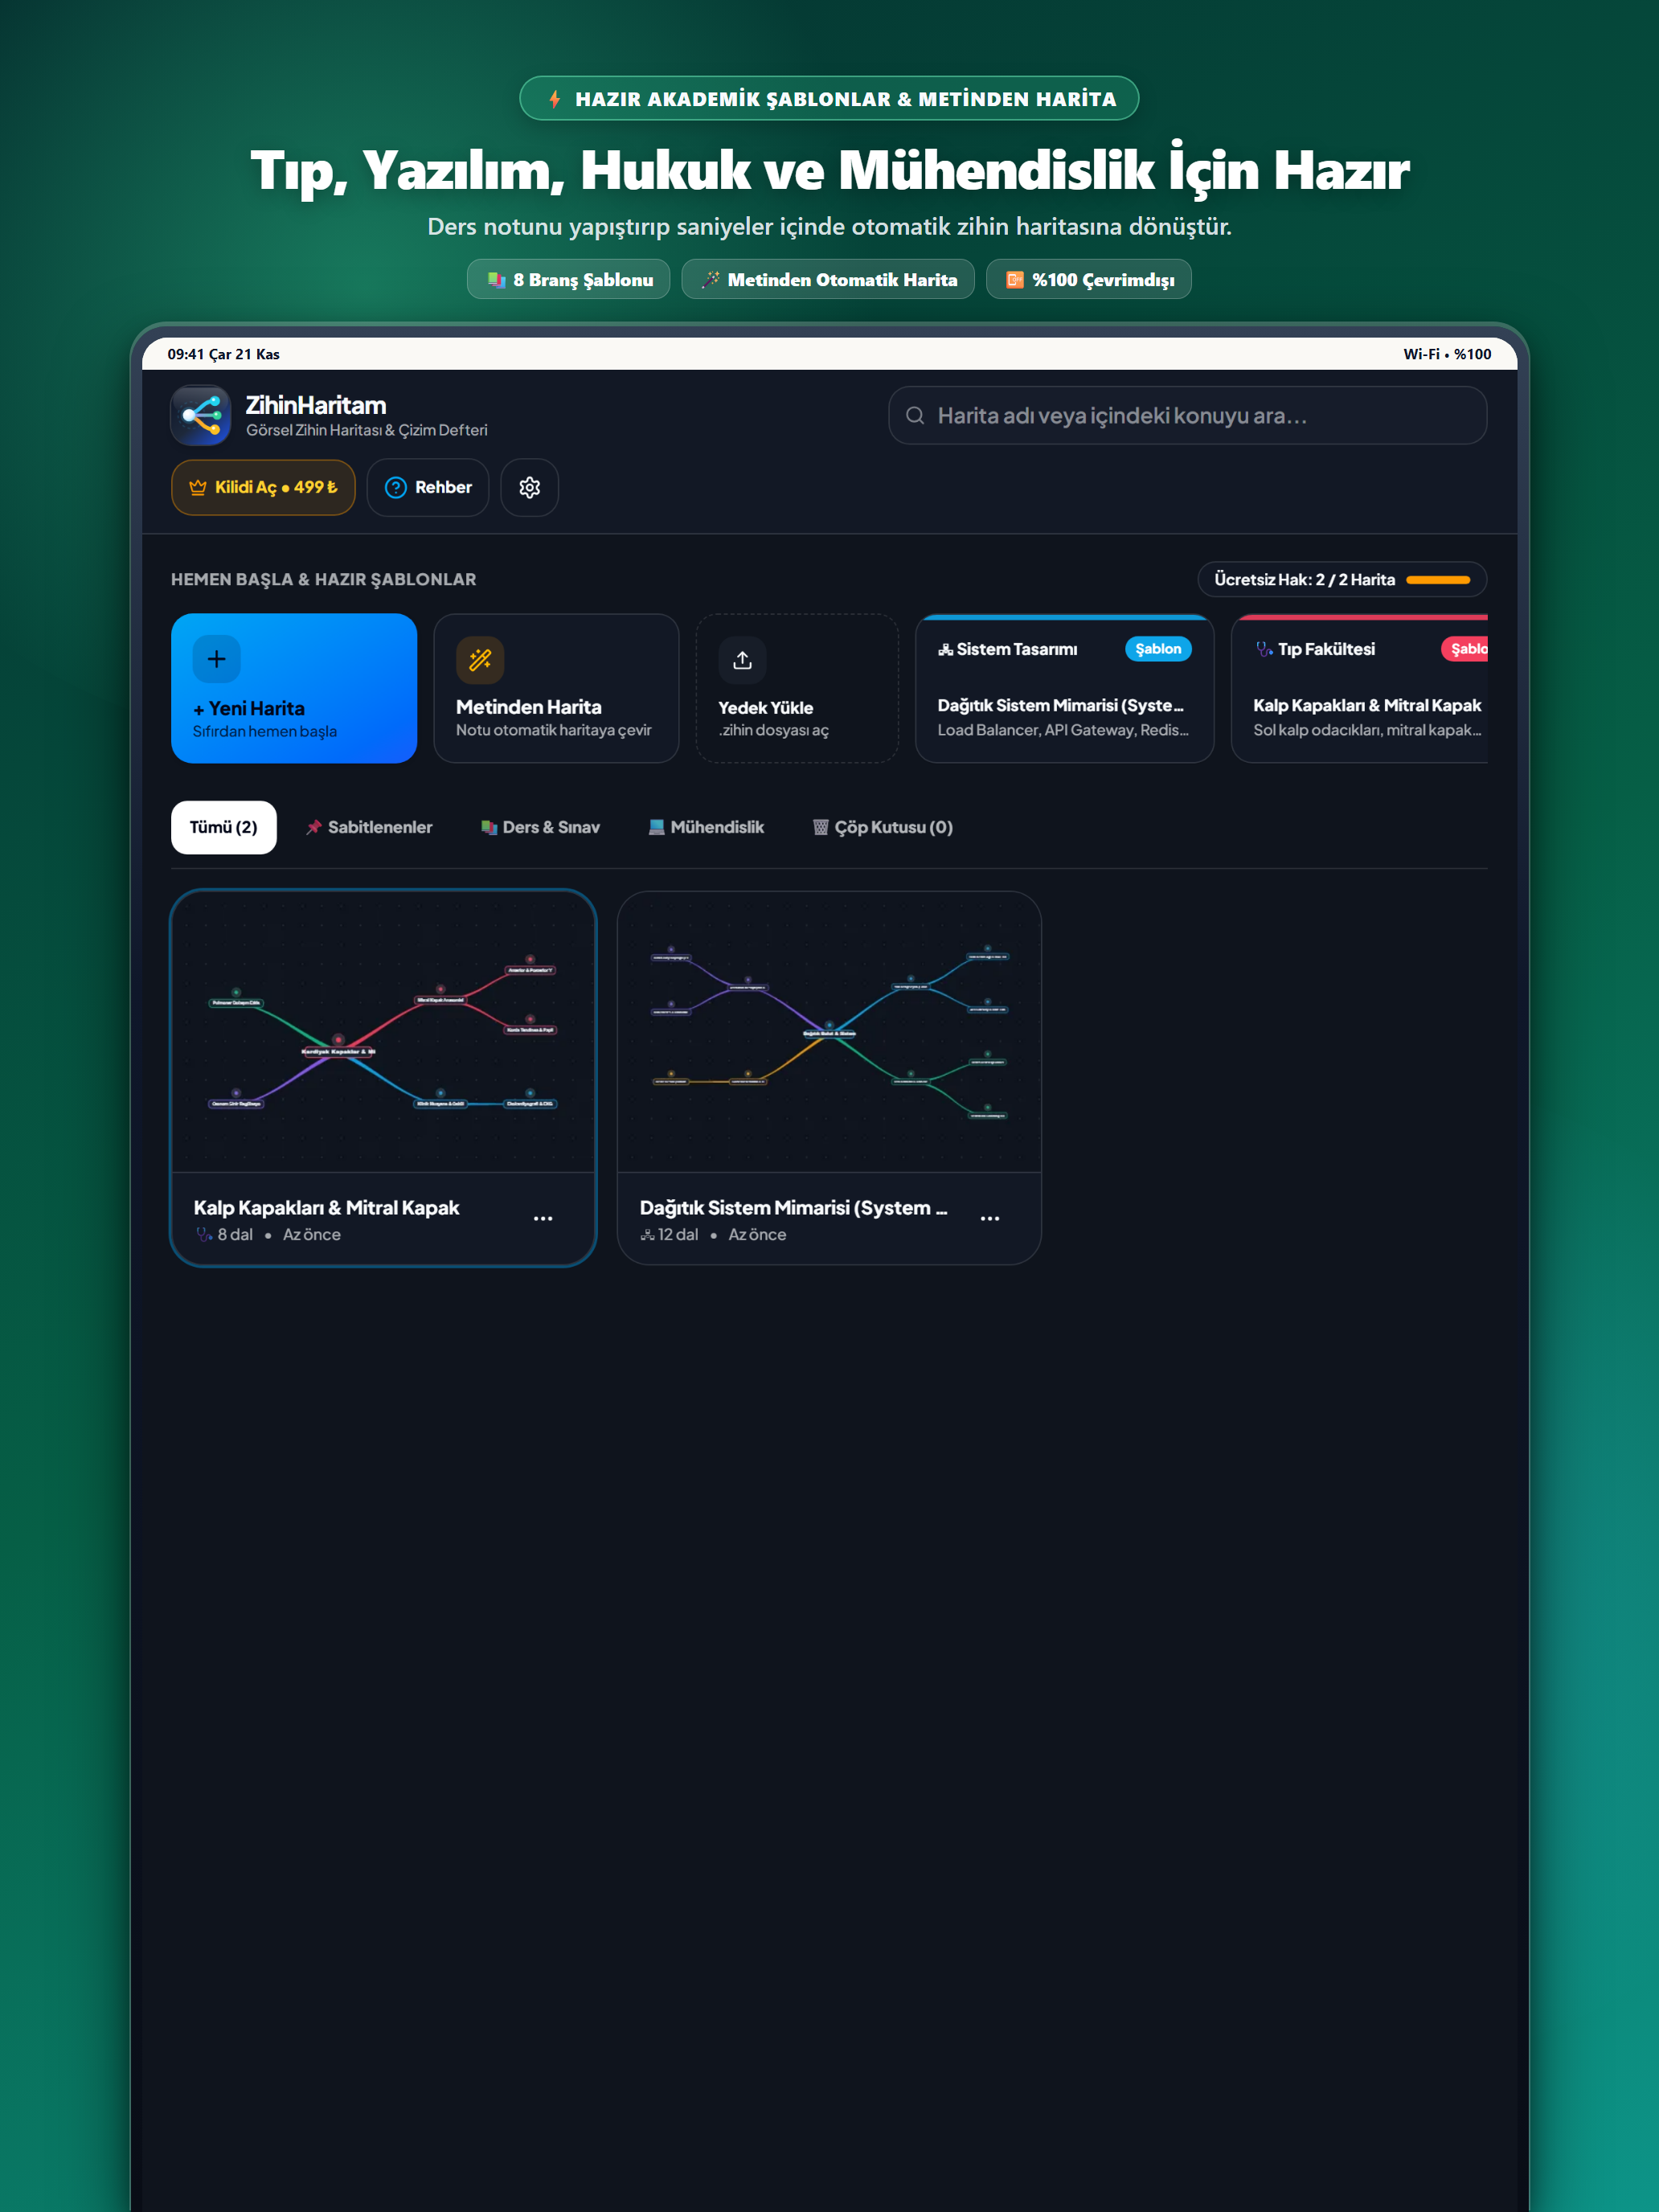 ⚡ HAZIR AKADEMİK ŞABLONLAR & METİNDEN HARİTA
Tıp, Yazılım, Hukuk ve Mühendislik İçin Hazır
Ders notunu yapıştırıp saniyeler içinde otomatik zihin haritasına dönüştür.
8 Branş Şablonu
Metinden Otomatik Harita
%100 Çevrimdışı
09:41 Çar 21 Kas
Wi-Fi • %100
ZihinHaritam
Görsel Zihin Haritası & Çizim Defteri
Harita adı veya içindeki konuyu ara...
Kilidi Aç • 499 ₺
Rehber
HEMEN BAŞLA & HAZIR ŞABLONLAR
Ücretsiz Hak: 2 / 2 Harita
+ Yeni Harita
Sıfırdan hemen başla
Metinden Harita
Notu otomatik haritaya çevir
Yedek Yükle
.zihin dosyası aç
Sistem Tasarımı
Şablon
Dağıtık Sistem Mimarisi (Syste...
Load Balancer, API Gateway, Redis...
Tıp Fakültesi
Şablo
Kalp Kapakları & Mitral Kapak
Sol kalp odacıkları, mitral kapak...
Tümü (2)
Sabitlenenler
Ders & Sınav
Mühendislik
Çöp Kutusu (0)
Kalp Kapakları & Mitral Kapak
8 dal • Az önce
Dağıtık Sistem Mimarisi (System ...
12 dal • Az önce